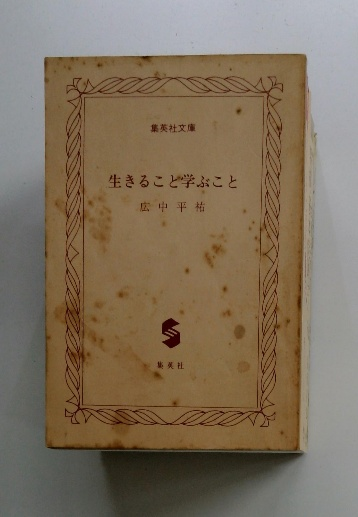 集英社文庫
生きること学ぶこと
広中平祐
集英社